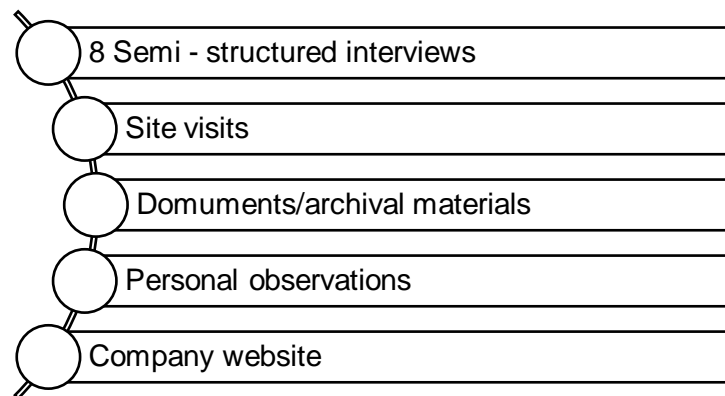 8 Semi - structured interviews
Site visits
Domuments/archival materials
Personal observations
Company website